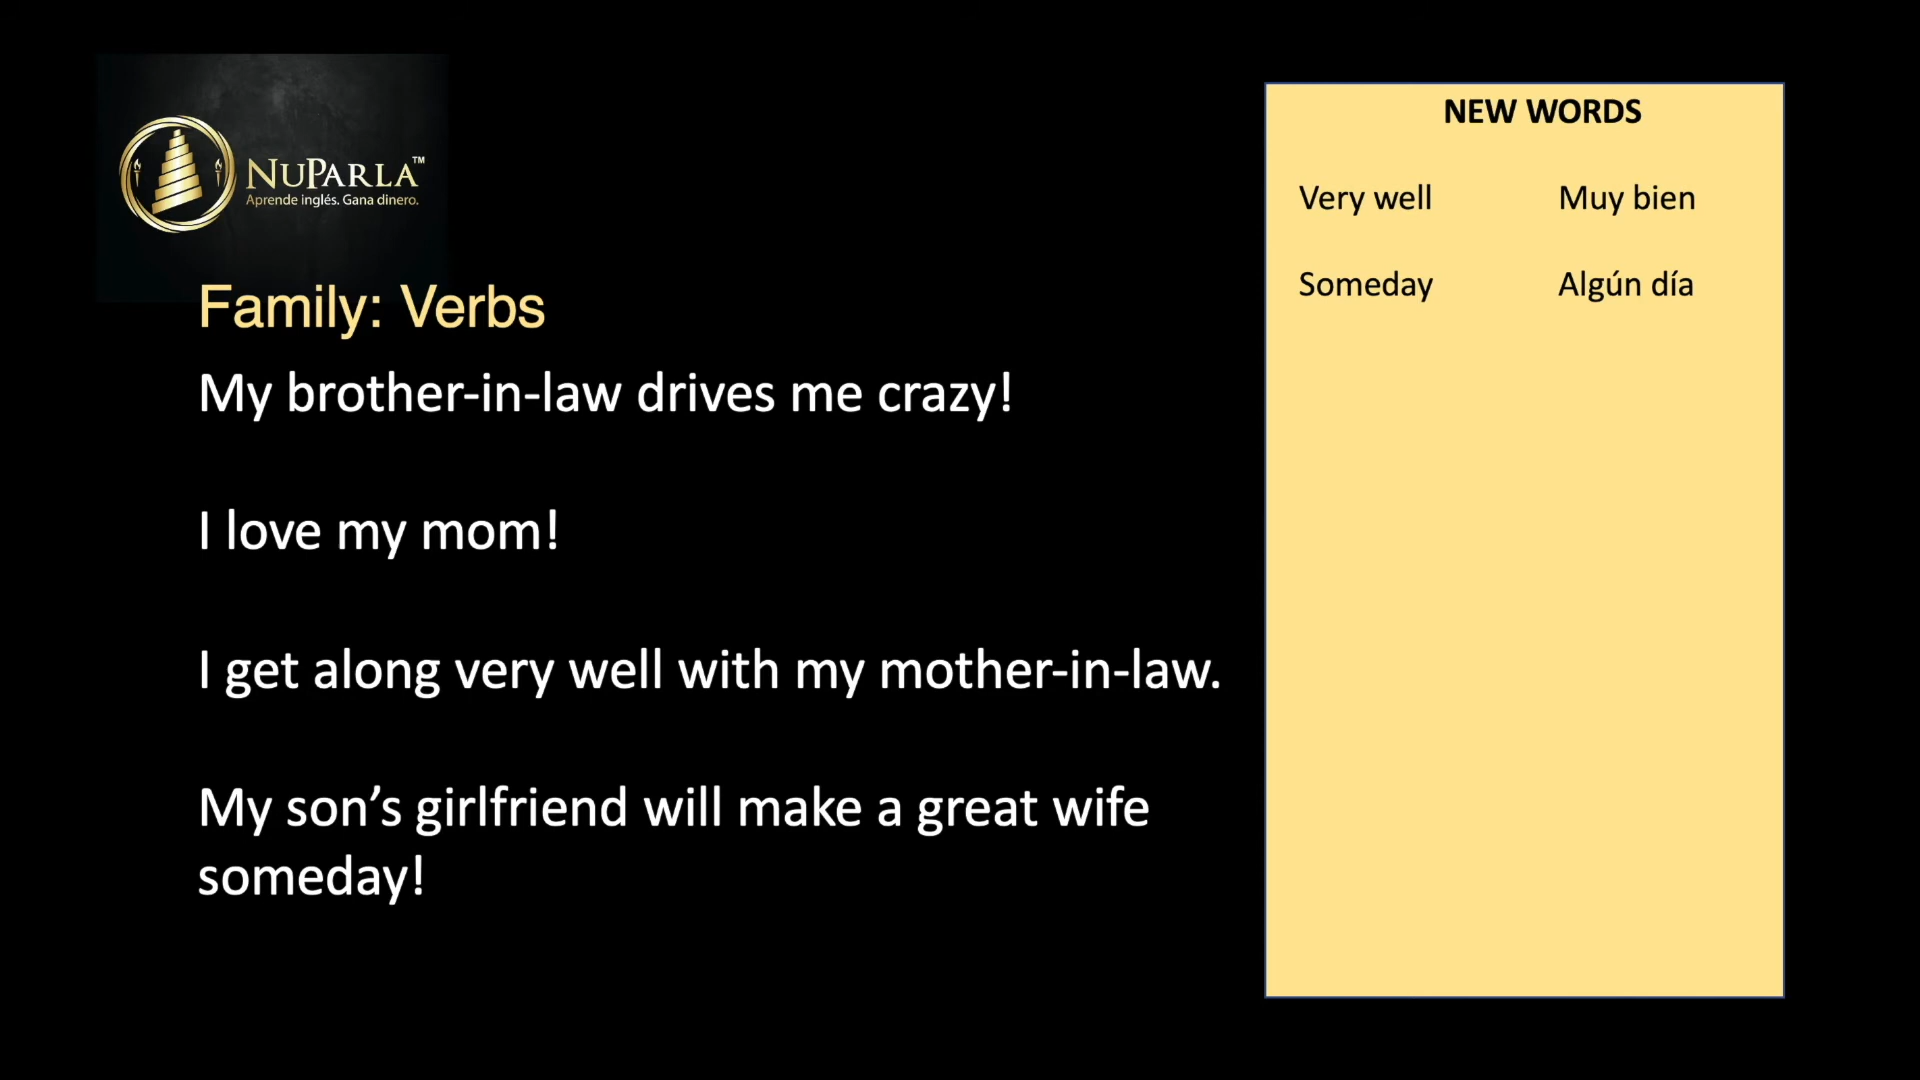 NUPARLA™
Aprende inglés. Gana dinero.
Family: Verbs
My brother-in-law drives me crazy!
I love my mom!
I get along very well with my mother-in-law.
My son’s girlfriend will make a great wife
someday!
NEW WORDS
Very well Muy bien
Someday Algún día